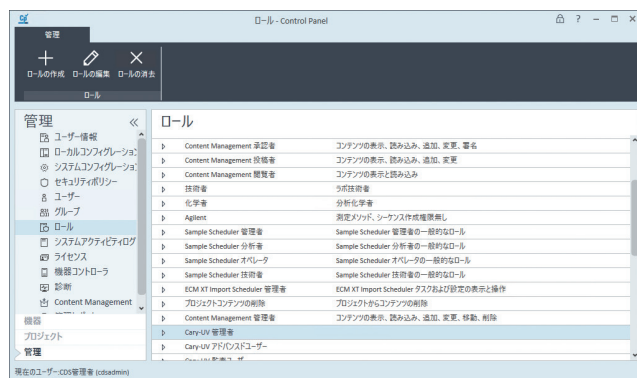 ロール - Control Panel
?
管理
ロールの作成 ロールの編集 ロールの消去
ロール
管理
ユーザー情報
ローカルコンフィグレーション
システムコンフィグレーション
セキュリティポリシー
ユーザー
グループ
ロール
システムアクティビティログ
ライセンス
機器コントローラ
診断
Content Management
機器
プロジェクト
管理
ロール
Content Management 承認者 コンテンツの表示、読み込み、追加、変更、署名
Content Management 投稿者 コンテンツの表示、読み込み、追加、変更
Content Management 閲覧者 コンテンツの表示と読み込み
技術者 ラボ技術者
化学者 分析化学者
Agilent 測定メソッド、シーケンス作成権限無し
Sample Scheduler 管理者 Sample Scheduler 管理者の一般的なロール
Sample Scheduler 分析者 Sample Scheduler 分析者の一般的なロール
Sample Scheduler オペレータ Sample Scheduler オペレータの一般的なロール
Sample Scheduler 技術者 Sample Scheduler 技術者の一般的なロール
ECM XT Import Scheduler 管理者 ECM XT Import Scheduler タスクおよび設定の表示と操作
プロジェクトコンテンツの削除 プロジェクトからコンテンツの削除
Content Management 管理者 コンテンツの表示、読み込み、追加、変更、移動、削除
Cary-UV 管理者
Cary-UV アドバンスドユーザー
現在のユーザー:CDS管理者 (cdsadmin)